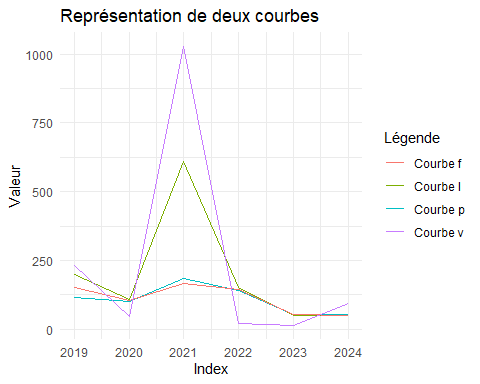 Représentation de deux courbes
1000
750
500
250
0
Valeur
2019 2020 2021 2022 2023 2024
Index
Légende
Courbe f
Courbe l
Courbe p
Courbe v